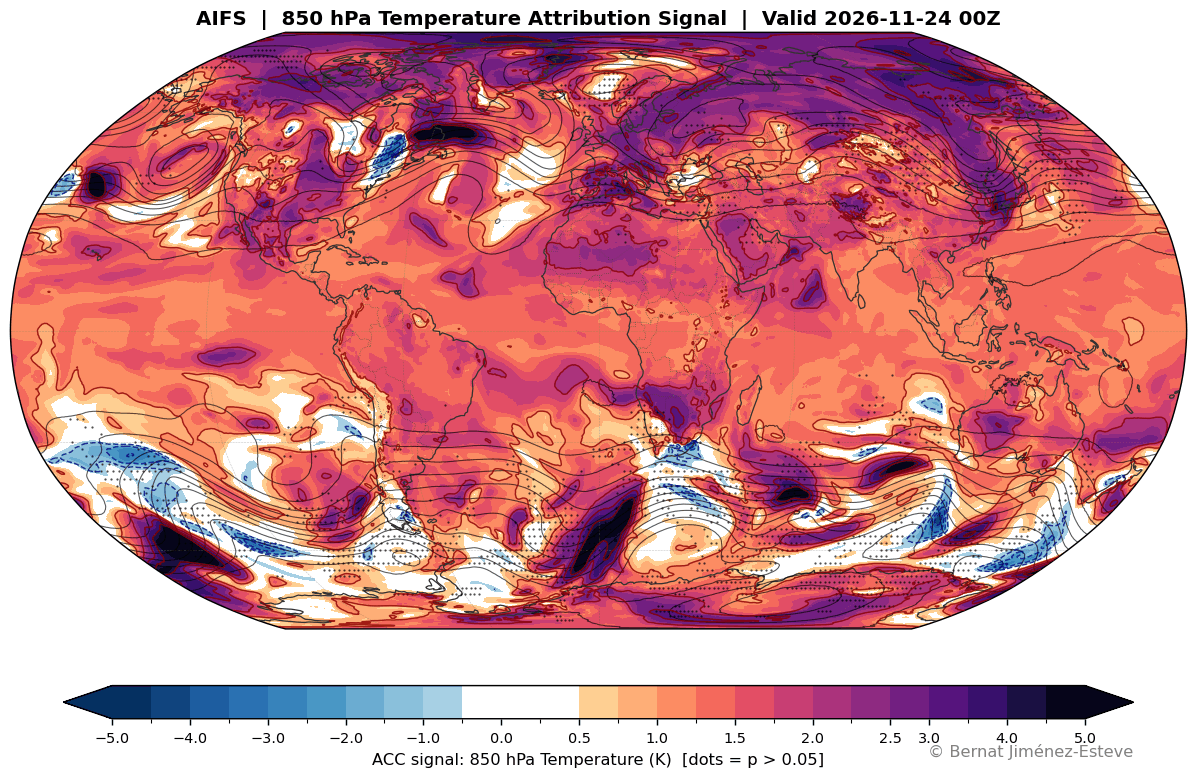 AIFS | 850 hPa Temperature Attribution Signal | Valid 2026-11-24 00Z
−5.0 −4.0 −3.0 −2.0 −1.0 0.0 0.5 1.0 1.5 2.0 2.5 3.0 4.0 5.0
ACC signal: 850 hPa Temperature (K) [dots = p > 0.05]
© Bernat Jiménez-Esteve